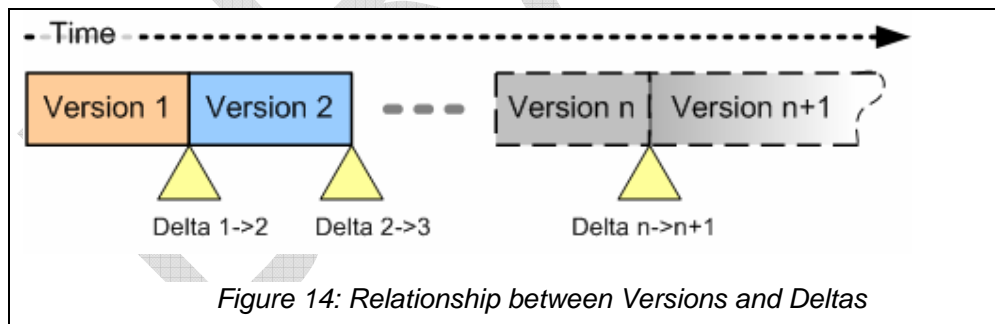 Time
Version 1 Version 2 Version n Version n+1
Delta 1->2 Delta 2->3 Delta n->n+1
Figure 14: Relationship between Versions and Deltas